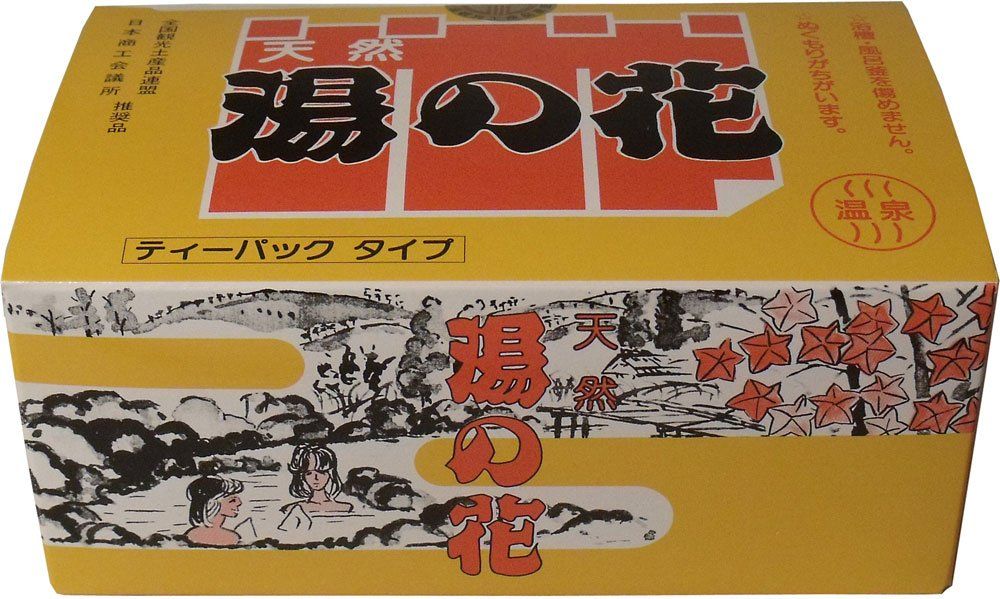 全国観光土産品連盟
日本商工会議所 推奨品
天然
湯の花
浴槽・風呂釜を傷めません。
ぬくもりがちがいます。
温泉
ティーパック タイプ
天然
湯の花